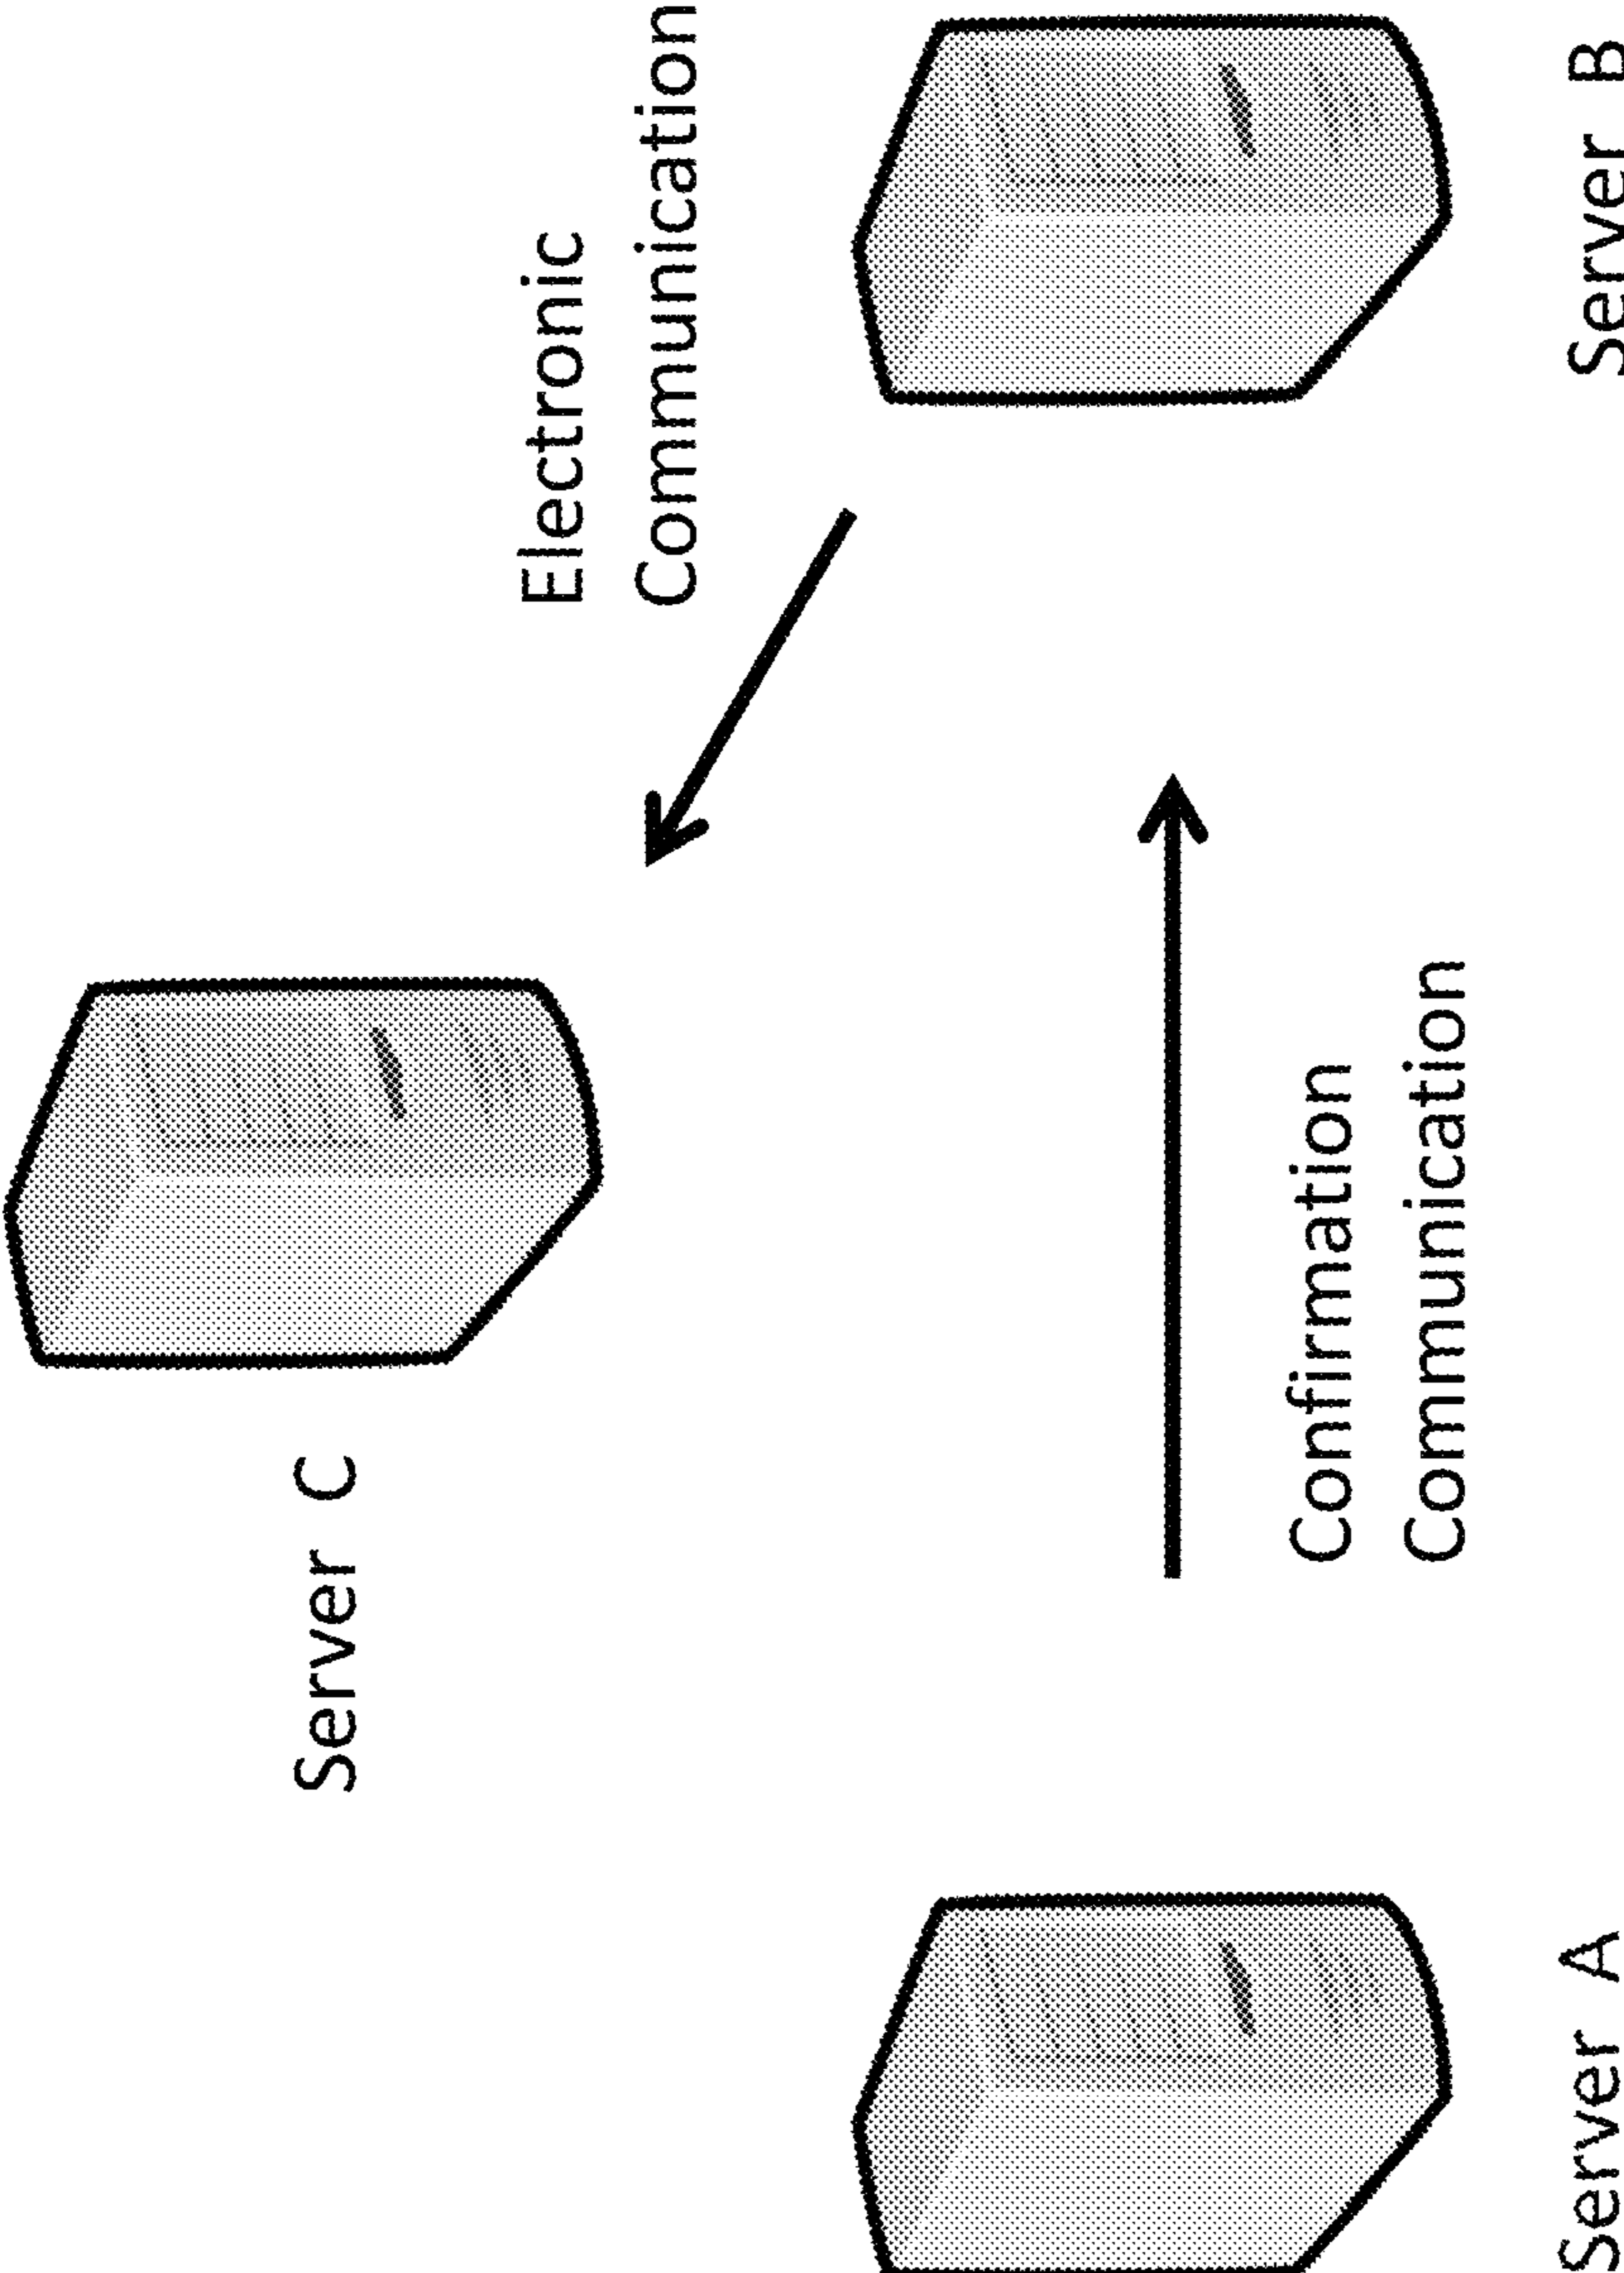 Server C
Electronic
Communication
Confirmation
Communication
Server A
Server B